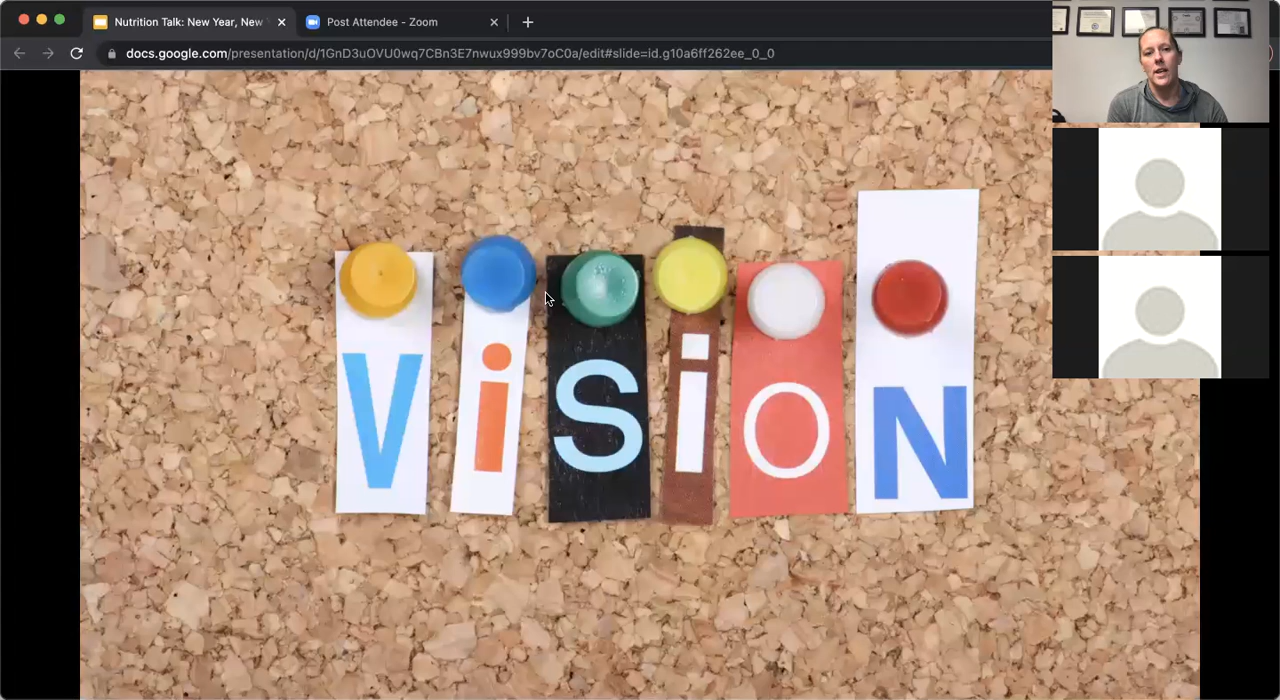 Nutrition Talk: New Year, New
Post Attendee - Zoom
docs.google.com/presentation/d/1GnD3uOVU0wq7CBn3E7nwux999bv7oC0a/edit#slide=id.g10a6ff262ee_0_0
ViSiON